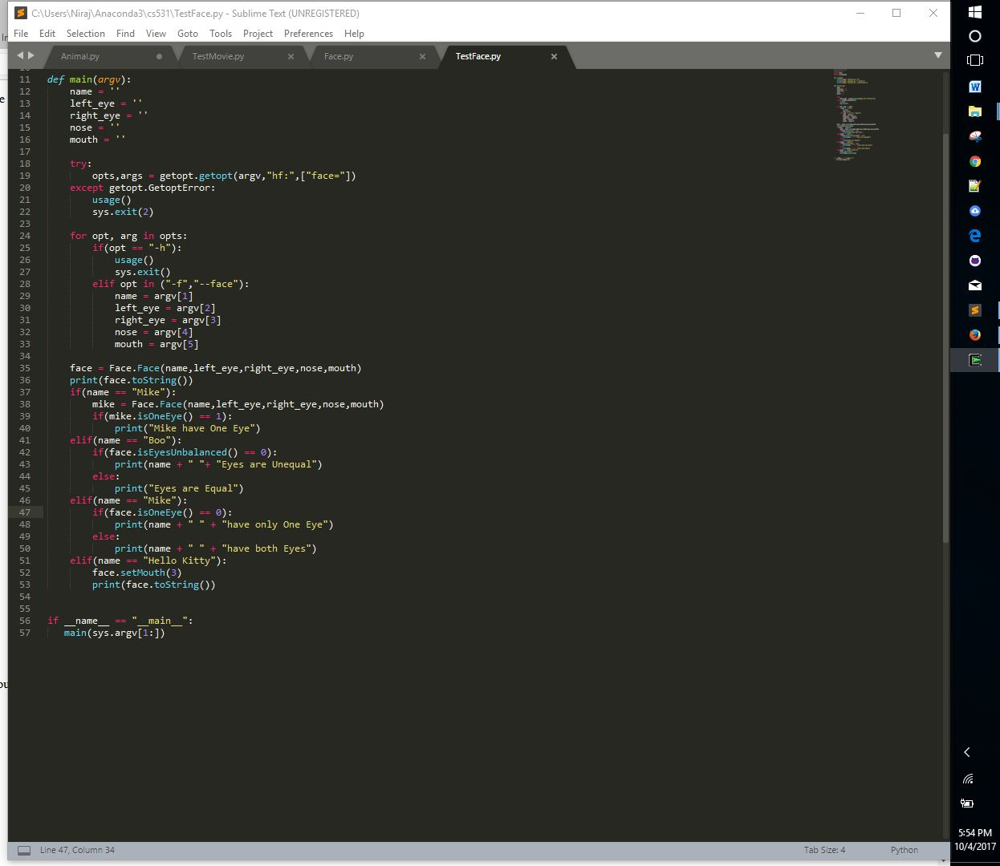 C:\Users\Niraj\Anaconda3\cs531\TestFace.py - Sublime Text (UNREGISTERED)
File Edit Selection Find View Goto Tools Project Preferences Help
Animal.py TestMovie.py Face.py TestFace.py
10
11 def main(argv):
12 name = ''
13 left_eye = ''
14 right_eye = ''
15 nose = ''
16 mouth = ''
17
18 try:
19 opts,args = getopt.getopt(argv,"hf:",["face="])
20 except getopt.GetoptError:
21 usage()
22 sys.exit(2)
23
24 for opt, arg in opts:
25 if(opt == "-h"):
26 usage()
27 sys.exit()
28 elif opt in ("-f","--face"):
29 name = argv[1]
30 left_eye = argv[2]
31 right_eye = argv[3]
32 nose = argv[4]
33 mouth = argv[5]
34
35 face = Face.Face(name,left_eye,right_eye,nose,mouth)
36 print(face.toString())
37 if(name == "Mike"):
38 mike = Face.Face(name,left_eye,right_eye,nose,mouth)
39 if(mike.isOneEye() == 1):
40 print("Mike have One Eye")
41 elif(name == "Boo"):
42 if(face.isEyesUnbalanced() == 0):
43 print(name + " "+ "Eyes are Unequal")
44 else:
45 print("Eyes are Equal")
46 elif(name == "Mike"):
47 if(face.isOneEye() == 0):
48 print(name + " " + "have only One Eye")
49 else:
50 print(name + " " + "have both Eyes")
51 elif(name == "Hello Kitty"):
52 face.setMouth(3)
53 print(face.toString())
54
55
56 if __name__ == "__main__":
57 main(sys.argv[1:])
Line 47, Column 34 Tab Size: 4 Python
5:54 PM
10/4/2017